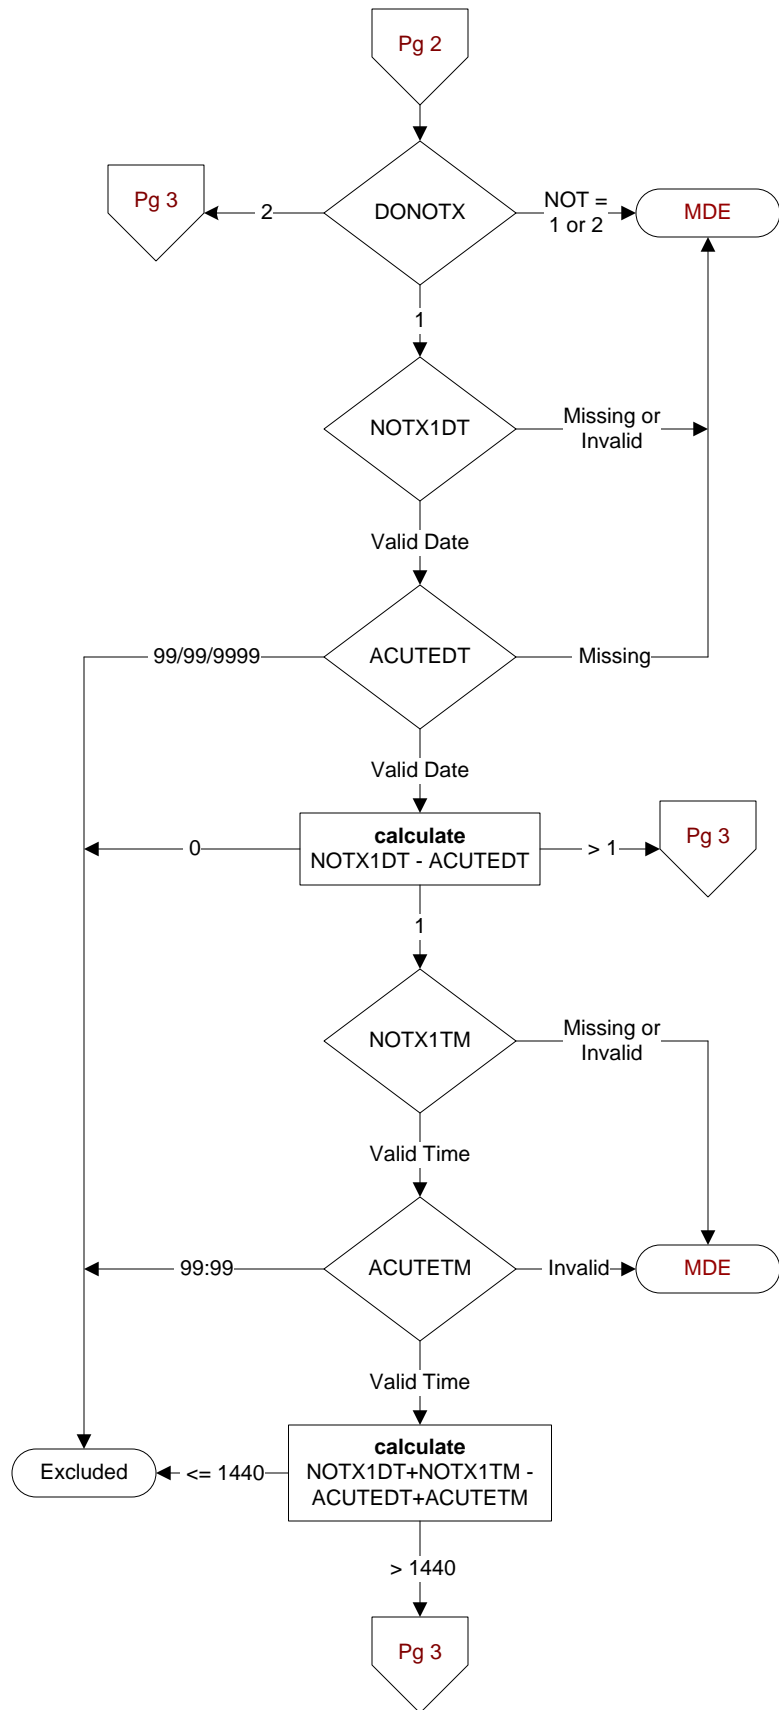 Pg 2
Pg 3
2
DONOTX
NOT =
1 or 2
MDE
1
NOTX1DT
Missing or
Invalid
Valid Date
99/99/9999
ACUTEDT
Missing
Valid Date
0
calculate
NOTX1DT - ACUTEDT
> 1
Pg 3
1
NOTX1TM
Missing or
Invalid
Valid Time
99:99
ACUTETM
Invalid
MDE
Valid Time
Excluded
<= 1440
calculate
NOTX1DT+NOTX1TM -
ACUTEDT+ACUTETM
> 1440
Pg 3